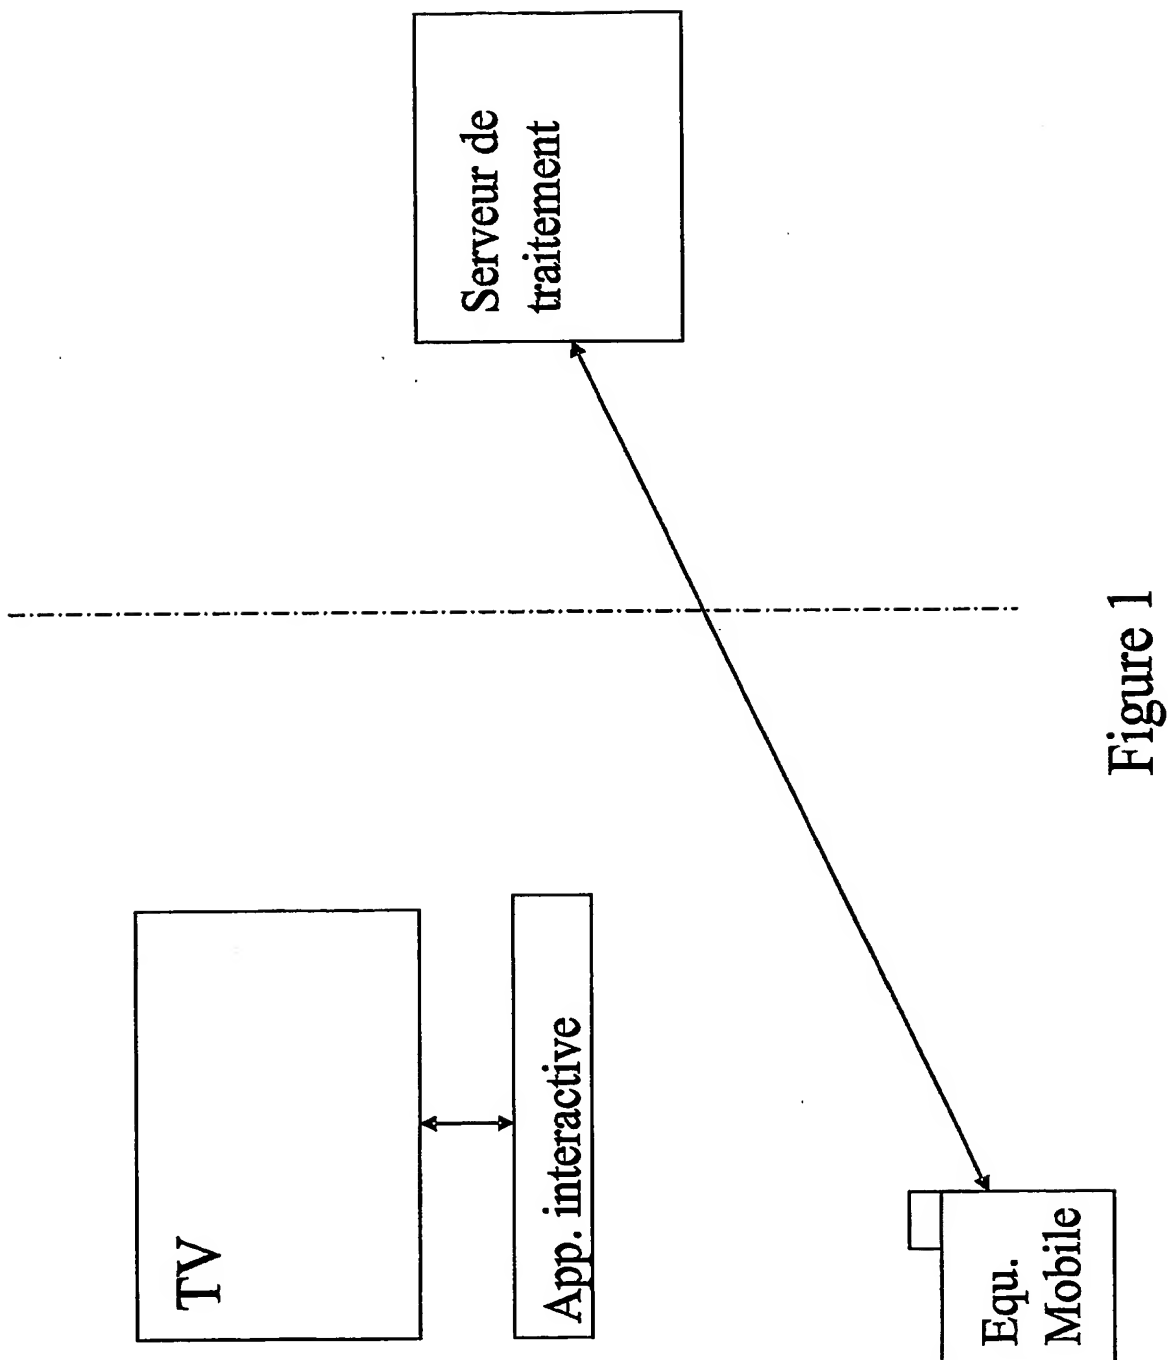 TV
App. interactive
Equ.
Mobile
Serveur de
traitement
Figure 1